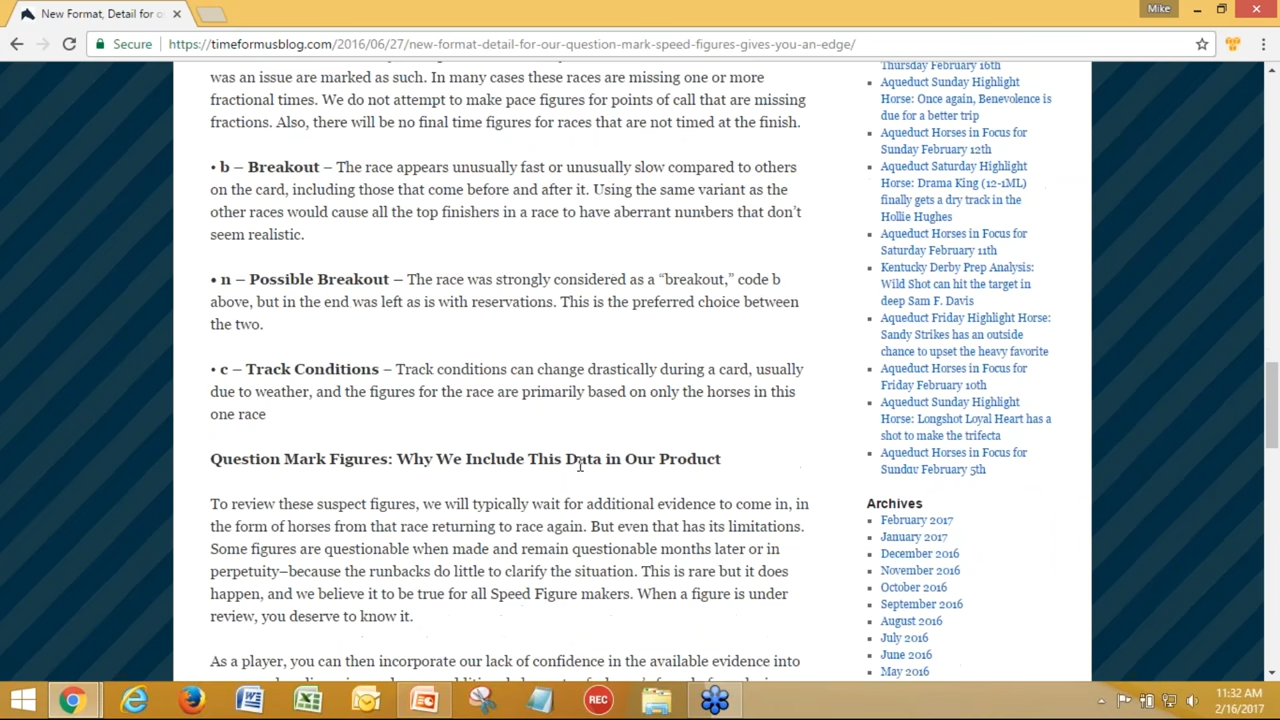 New Format, Detail for o
Mike
Secure
https://timeformusblog.com/2016/06/27/new-format-detail-for-our-question-mark-speed-figures-gives-you-an-edge/
was an issue are marked as such. In many cases these races are missing one or more
fractional times. We do not attempt to make pace figures for points of call that are missing
fractions. Also, there will be no final time figures for races that are not timed at the finish.
• b – Breakout – The race appears unusually fast or unusually slow compared to others
on the card, including those that come before and after it. Using the same variant as the
other races would cause all the top finishers in a race to have aberrant numbers that don't
seem realistic.
• n – Possible Breakout – The race was strongly considered as a "breakout," code b
above, but in the end was left as is with reservations. This is the preferred choice between
the two.
• c – Track Conditions – Track conditions can change drastically during a card, usually
due to weather, and the figures for the race are primarily based on only the horses in this
one race
Question Mark Figures: Why We Include This Data in Our Product
To review these suspect figures, we will typically wait for additional evidence to come in, in
the form of horses from that race returning to race again. But even that has its limitations.
Some figures are questionable when made and remain questionable months later or in
perpetuity–because the runbacks do little to clarify the situation. This is rare but it does
happen, and we believe it to be true for all Speed Figure makers. When a figure is under
review, you deserve to know it.
As a player, you can then incorporate our lack of confidence in the available evidence into
Thursday February 16th
Aqueduct Sunday Highlight
Horse: Once again, Benevolence is
due for a better trip
Aqueduct Horses in Focus for
Sunday February 12th
Aqueduct Saturday Highlight
Horse: Drama King (12-1ML)
finally gets a dry track in the
Hollie Hughes
Aqueduct Horses in Focus for
Saturday February 11th
Kentucky Derby Prep Analysis:
Wild Shot can hit the target in
deep Sam F. Davis
Aqueduct Friday Highlight Horse:
Sandy Strikes has an outside
chance to upset the heavy favorite
Aqueduct Horses in Focus for
Friday February 10th
Aqueduct Sunday Highlight
Horse: Longshot Loyal Heart has a
shot to make the trifecta
Aqueduct Horses in Focus for
Sunday February 5th
Archives
February 2017
January 2017
December 2016
November 2016
October 2016
September 2016
August 2016
July 2016
June 2016
May 2016
REC
11:32 AM
2/16/2017